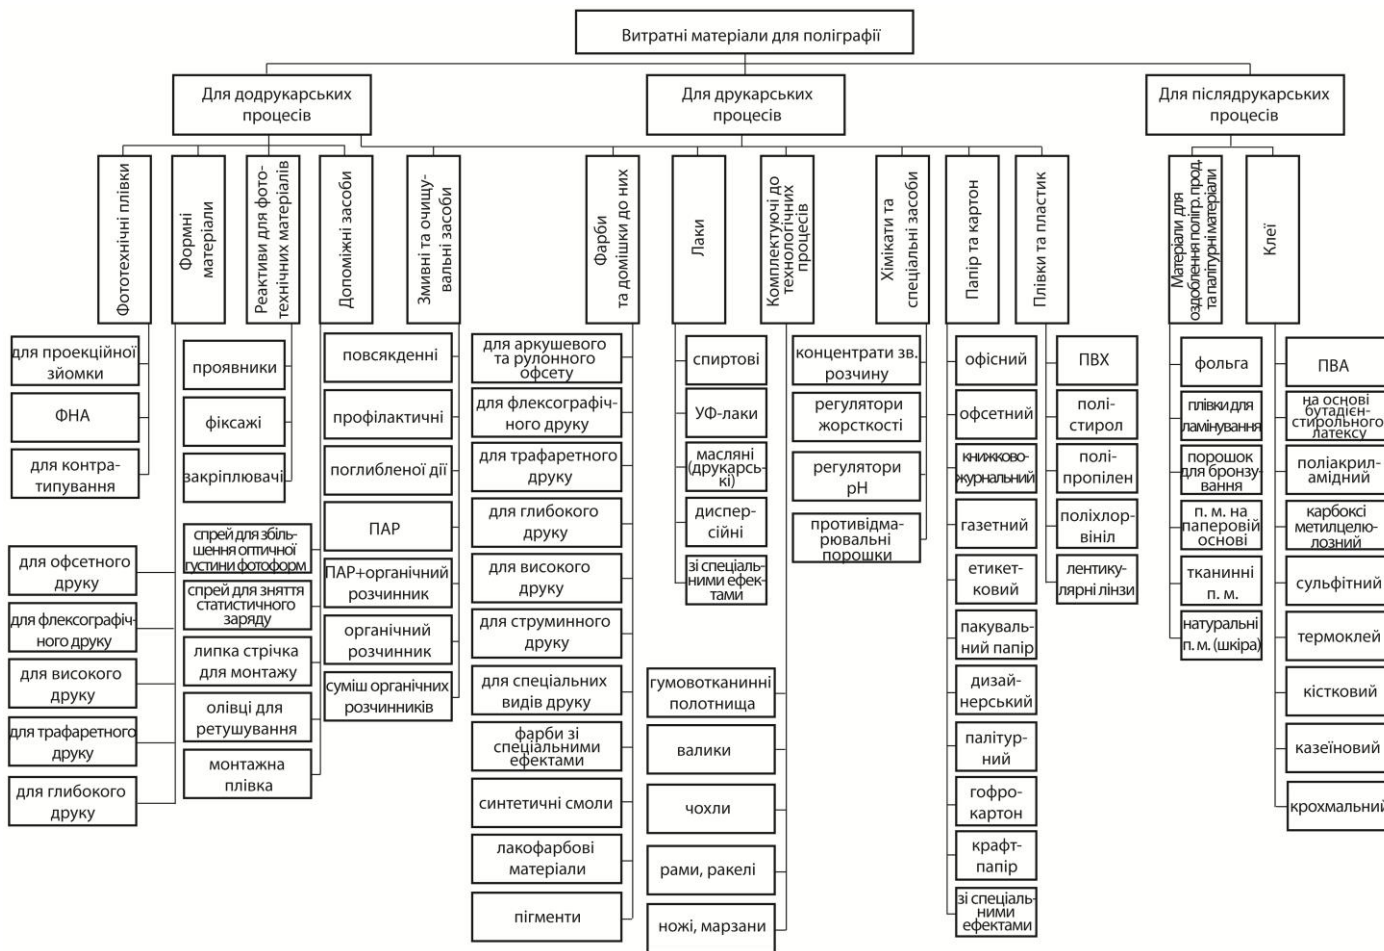 Витратні матеріали для поліграфії
Для додрукарських
процесів
Для друкарських
процесів
Для післядрукарських
процесів
Фототехнічні плівки
Формні
матеріали
Реактиви для фото-
технічних матеріалів
Допоміжні засоби
Змивні та очищу-
вальні засоби
Фарби
та домішки до них
Лаки
Комплектуючі до
технологічних
процесів
Хімікати та
спеціальні засоби
Папір та картон
Плівки та пластик
Матеріали для
оздоблення полігр. прод.
та палітурні матеріали
Клеї
для проекційної
зйомки
ФНА
для контра-
типування
для офсетного
друку
для флексографіч-
ного друку
для високого
друку
для трафаретного
друку
для глибокого
друку
проявники
фіксажі
закріплювачі
спрей для збіль-
шення оптичної
густини фотоформ
спрей для зняття
статистичного
заряду
липка стрічка
для монтажу
олівці для
ретушування
монтажна
плівка
повсякденні
профілактичні
поглибленої дії
ПАР
ПАР+органічний
розчинник
органічний
розчинник
суміш органічних
розчинників
для аркушевого
та рулонного
офсету
для флексографіч-
ного друку
для трафаретного
друку
для глибокого
друку
для високого
друку
для струминного
друку
для спеціальних
видів друку
фарби зі
спеціальними
ефектами
синтетичні смоли
лакофарбові
матеріали
пігменти
спиртові
УФ-лаки
масляні
(друкарсь-
кі)
диспер-
сійні
зі спеціаль-
ними ефек-
тами
гумовотканинні
полотнища
валики
чохли
рами, ракелі
ножі, марзани
концентрати зв.
розчину
регулятори
жорсткості
регулятори
pH
противідма-
рювальні
порошки
офісний
офсетний
книжково-
журнальний
газетний
етикет-
ковий
пакуваль-
ний папір
дизай-
нерський
палітур-
ний
гофро-
картон
крафт-
папір
зі спеціаль-
ними
ефектами
ПВХ
полі-
стирол
полі-
пропілен
поліхлор-
вініл
лентику-
лярні лінзи
фольга
плівки для
ламінування
порошок
для бронзу-
вання
п. м. на
паперовій
основі
тканинні
п. м.
натуральні
п. м. (шкіра)
ПВА
на основі
бутадієн-
стирольного
латексу
поліакрил-
амідний
карбоксі
метилцелю-
лозний
сульфітний
термоклей
кістковий
казеїновий
крохмальний